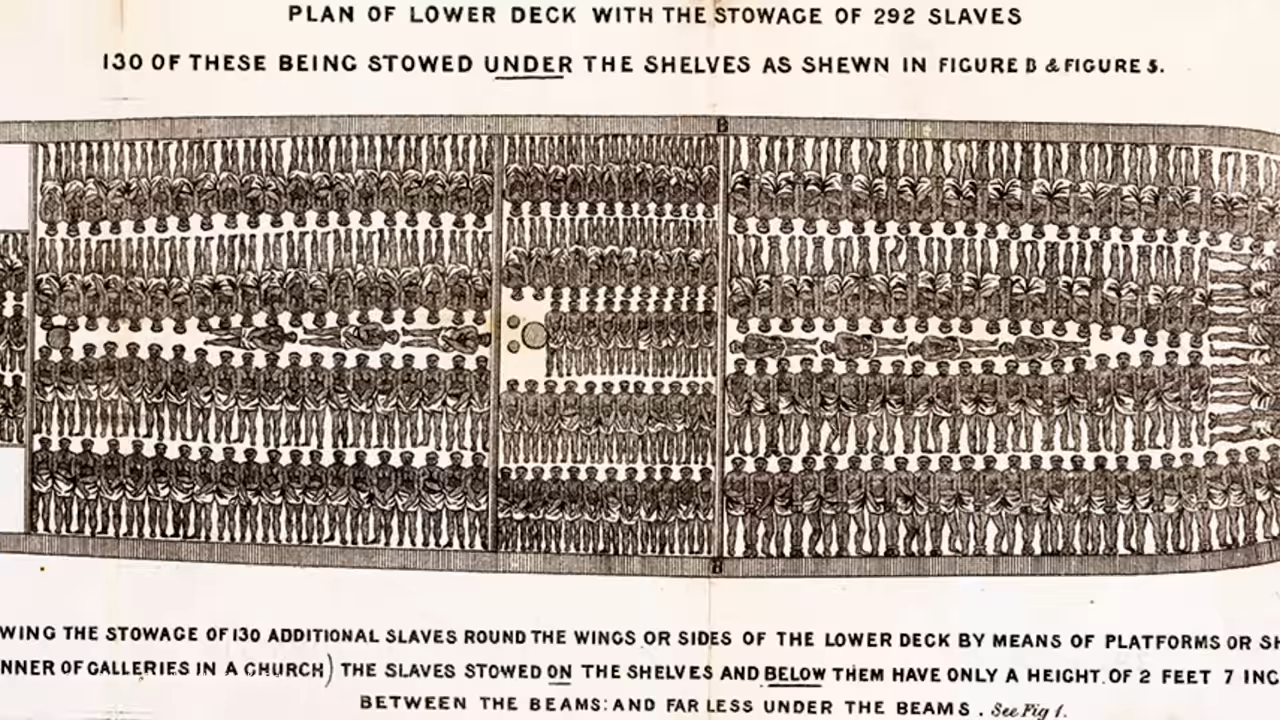 PLAN OF LOWER DECK WITH THE STOWAGE OF 292 SLAVES
130 OF THESE BEING STOWED UNDER THE SHELVES AS SHEWN IN FIGURE B & FIGURE 5.
B
B
WING THE STOWAGE OF 130 ADDITIONAL SLAVES ROUND THE WINGS OR SIDES OF THE LOWER DECK BY MEANS OF PLATFORMS OR SH
NNER OF GALLERIES IN A CHURCH) THE SLAVES STOWED ON THE SHELVES AND BELOW THEM HAVE ONLY A HEIGHT OF 2 FEET 7 INC
BETWEEN THE BEAMS: AND FAR LESS UNDER THE BEAMS. See Fig 1.